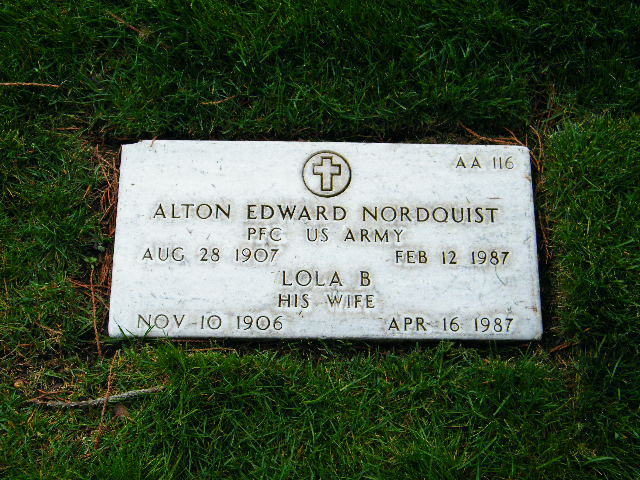 AA 116
ALTON EDWARD NORDQUIST
PFC US ARMY
AUG 28 1907 FEB 12 1987
LOLA B
HIS WIFE
NOV 10 1906 APR 16 1987